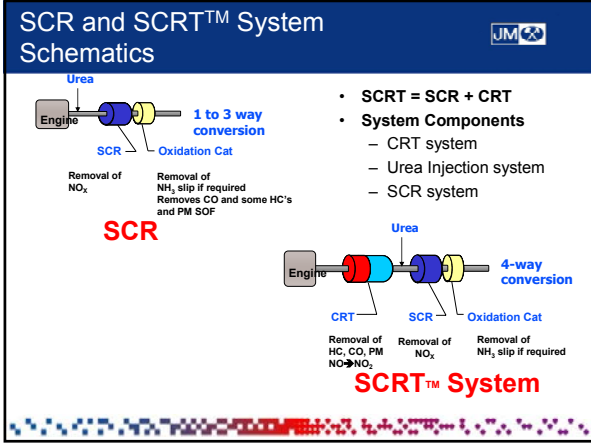 SCR and SCRT™ System
Schematics
JM
Urea
Engine
1 to 3 way
conversion
SCR
Oxidation Cat
Removal of
NOₓ
Removal of
NH₃ slip if required
Removes CO and some HC's
and PM SOF
SCR
• SCRT = SCR + CRT
• System Components
– CRT system
– Urea Injection system
– SCR system
Urea
Engine
4-way
conversion
CRT
SCR
Oxidation Cat
Removal of
HC, CO, PM
NO➔NO₂
Removal of
NOₓ
Removal of
NH₃ slip if required
SCRT™ System